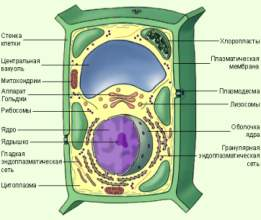 Стенка
клетки
Центральная
вакуоль
Митохондрии
Аппарат
Гольджи
Рибосомы
Ядро
Ядрышко
Гладкая
эндоплазматическая
сеть
Цитоплазма
Хлоропласты
Плазматическая
мембрана
Плазмодесма
Лизосомы
Оболочка
ядра
Гранулярная
эндоплазматическая
сеть